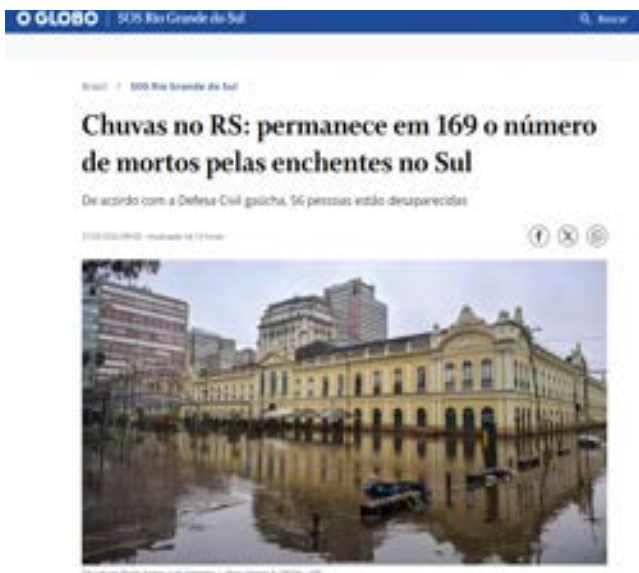 O GLOBO SOS Rio Grande do Sul Buscar
Brasil / SOS Rio Grande do Sul
Chuvas no RS: permanece em 169 o número
de mortos pelas enchentes no Sul
De acordo com a Defesa Civil gaúcha, 56 pessoas estão desaparecidas